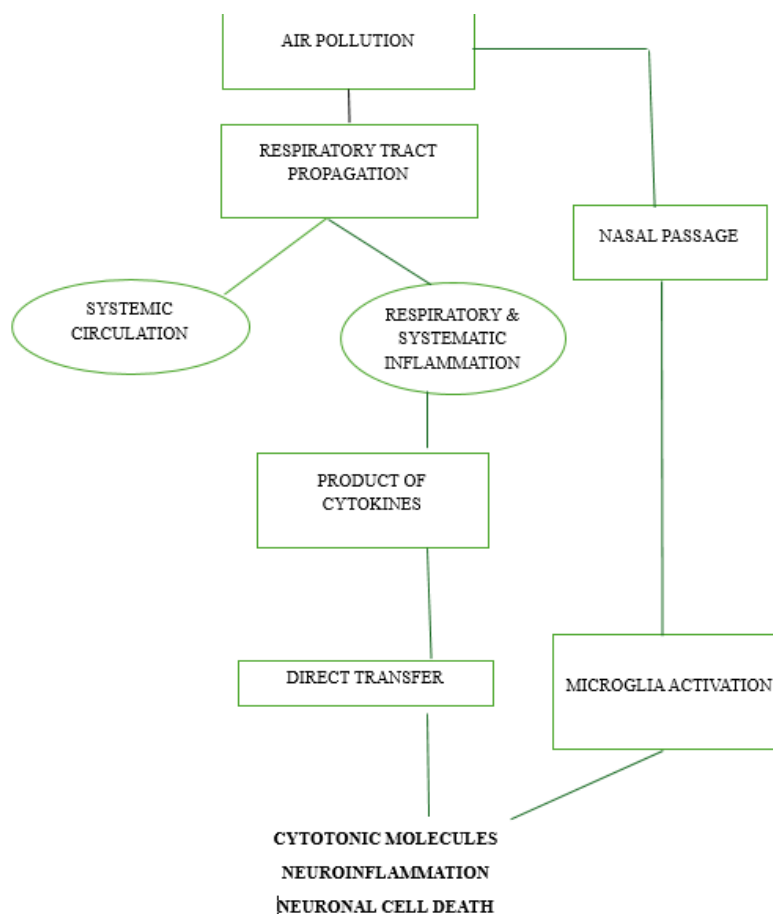 AIR POLLUTION
RESPIRATORY TRACT
PROPAGATION
NASAL PASSAGE
SYSTEMIC
CIRCULATION
RESPIRATORY &
SYSTEMATIC
INFLAMMATION
PRODUCT OF
CYTOKINES
DIRECT TRANSFER
MICROGLIA ACTIVATION
CYTOTONIC MOLECULES
NEUROINFLAMMATION
NEURONAL CELL DEATH